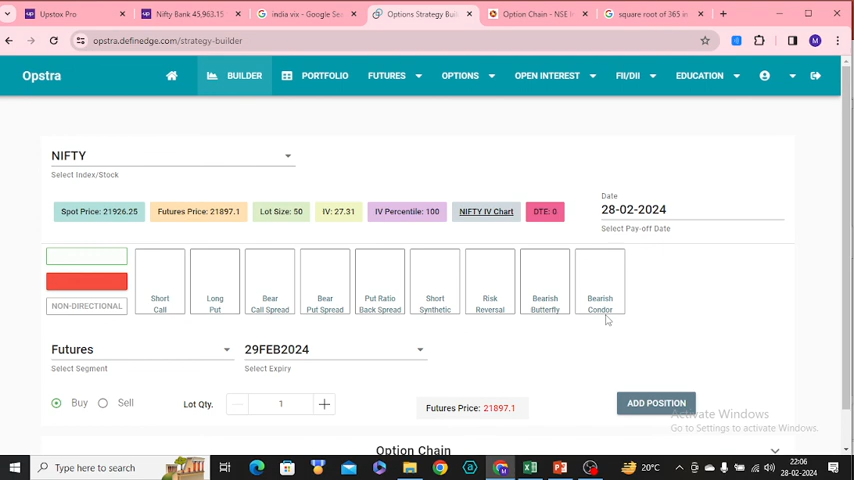 Upstox Pro
Nifty Bank 45,963.15
india vix - Google Sea
Options Strategy Buil
Option Chain - NSE I
square root of 365 in
opstra.definedge.com/strategy-builder
Opstra
BUILDER
PORTFOLIO
FUTURES
OPTIONS
OPEN INTEREST
FII/DII
EDUCATION
NIFTY
Select Index/Stock
Spot Price: 21926.25
Futures Price: 21897.1
Lot Size: 50
IV: 27.31
IV Percentile: 100
NIFTY IV Chart
DTE: 0
Date
28-02-2024
Select Pay-off Date
NON-DIRECTIONAL
Short
Call
Long
Put
Bear
Call Spread
Bear
Put Spread
Put Ratio
Back Spread
Short
Synthetic
Risk
Reversal
Bearish
Butterfly
Bearish
Condor
Futures
Select Segment
29FEB2024
Select Expiry
Buy
Sell
Lot Qty.
1
Futures Price: 21897.1
ADD POSITION
Activate Windows
Go to Settings to activate Windows.
Option Chain
Type here to search
20°C
22:06
28-02-2024